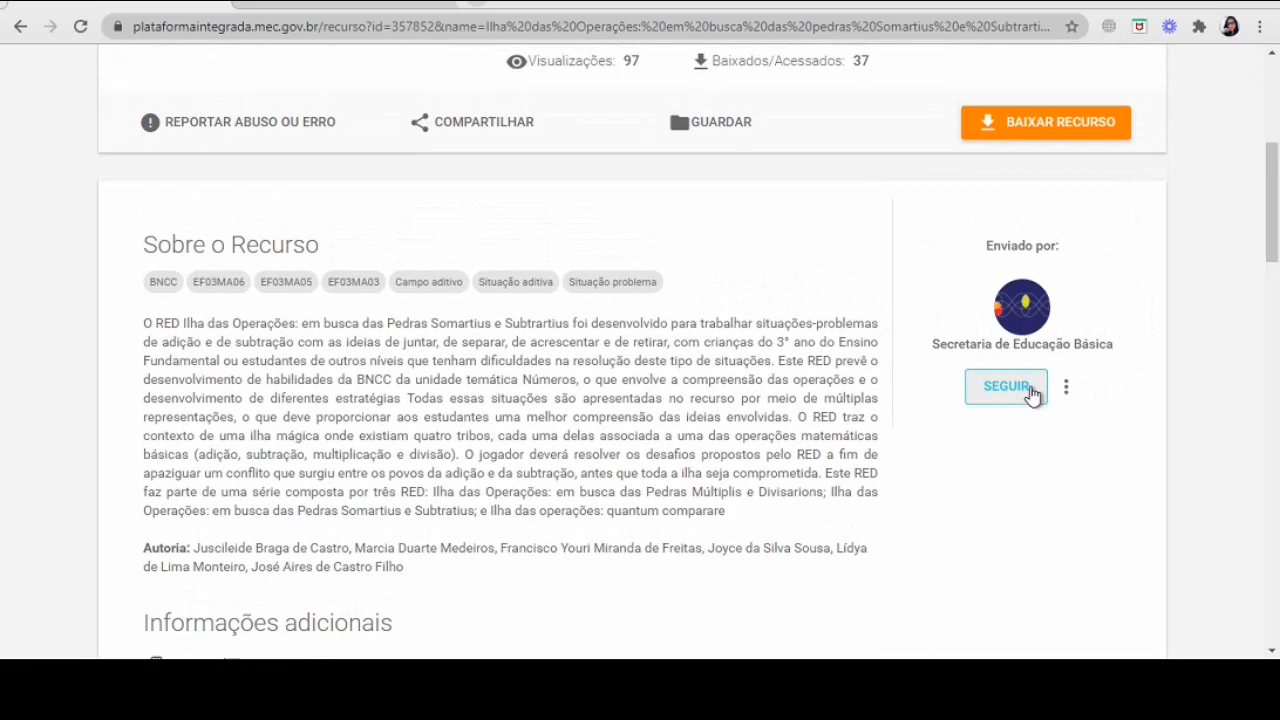 plataformaintegrada.mec.gov.br/recurso?id=357852&name=Ilha%20das%20Operações:%20em%20busca%20das%20pedras%20Somartius%20e%20Subtrarti...
Visualizações: 97
Baixados/Acessados: 37
REPORTAR ABUSO OU ERRO
COMPARTILHAR
GUARDAR
BAIXAR RECURSO
Sobre o Recurso
BNCC EF03MA06 EF03MA05 EF03MA03 Campo aditivo Situação aditiva Situação problema
O RED Ilha das Operações: em busca das Pedras Somartius e Subtrartius foi desenvolvido para trabalhar situações-problemas
de adição e de subtração com as ideias de juntar, de separar, de acrescentar e de retirar, com crianças do 3° ano do Ensino
Fundamental ou estudantes de outros níveis que tenham dificuldades na resolução deste tipo de situações. Este RED prevê o
desenvolvimento de habilidades da BNCC da unidade temática Números, o que envolve a compreensão das operações e o
desenvolvimento de diferentes estratégias Todas essas situações são apresentadas no recurso por meio de múltiplas
representações, o que deve proporcionar aos estudantes uma melhor compreensão das ideias envolvidas. O RED traz o
contexto de uma ilha mágica onde existiam quatro tribos, cada uma delas associada a uma das operações matemáticas
básicas (adição, subtração, multiplicação e divisão). O jogador deverá resolver os desafios propostos pelo RED a fim de
apaziguar um conflito que surgiu entre os povos da adição e da subtração, antes que toda a ilha seja comprometida. Este RED
faz parte de uma série composta por três RED: Ilha das Operações: em busca das Pedras Múltiplis e Divisarions; Ilha das
Operações: em busca das Pedras Somartius e Subtratius; e Ilha das operações: quantum comparare
Autoria: Juscileide Braga de Castro, Marcia Duarte Medeiros, Francisco Youri Miranda de Freitas, Joyce da Silva Sousa, Lídya
de Lima Monteiro, José Aires de Castro Filho
Informações adicionais
Enviado por:
Secretaria de Educação Básica
SEGUIR